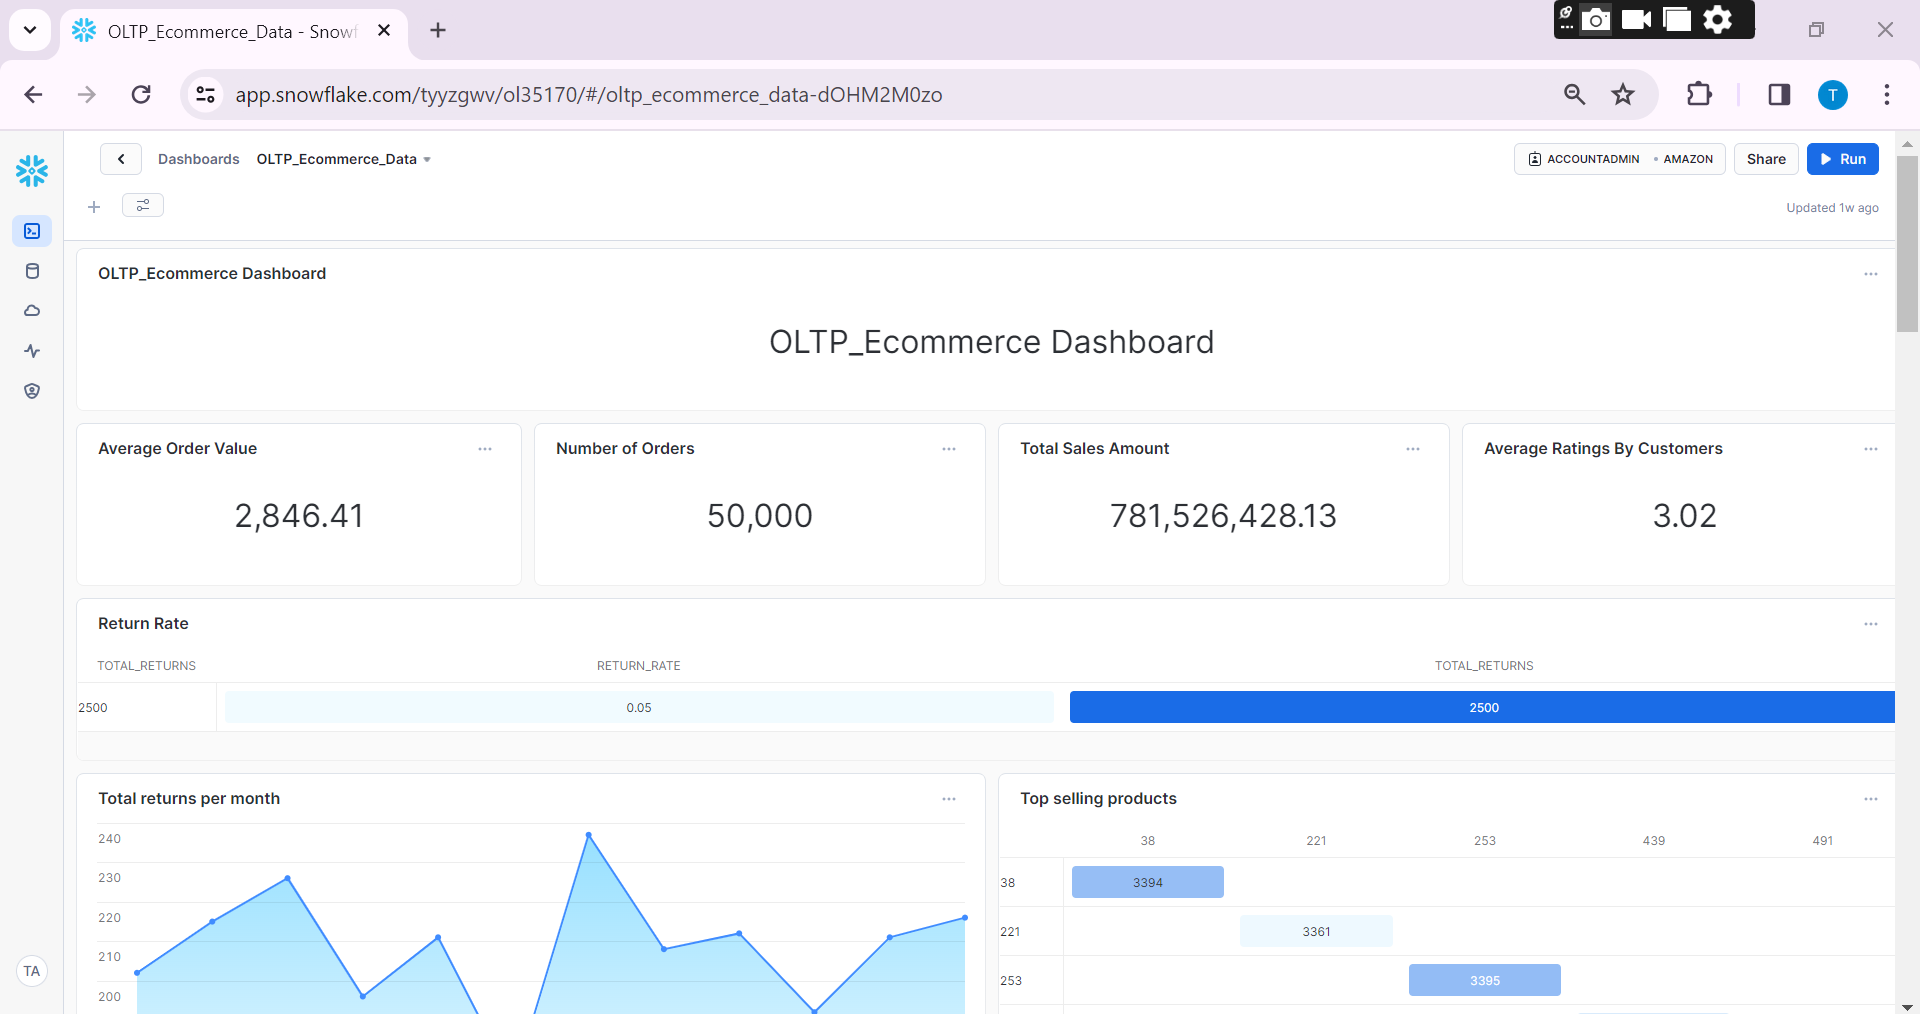 OLTP_Ecommerce_Data - Snowf
app.snowflake.com/tyyzgwv/ol35170/#/oltp_ecommerce_data-dOHM2M0zo
T
Dashboards OLTP_Ecommerce_Data
ACCOUNTADMIN • AMAZON
Share
Run
Updated 1w ago
OLTP_Ecommerce Dashboard
OLTP_Ecommerce Dashboard
Average Order Value
2,846.41
Number of Orders
50,000
Total Sales Amount
781,526,428.13
Average Ratings By Customers
3.02
Return Rate
TOTAL_RETURNS RETURN_RATE TOTAL_RETURNS
2500 0.05 2500
Total returns per month
240
230
220
210
200
Top selling products
38 221 253 439 491
38 3394
221 3361
253 3395
TA